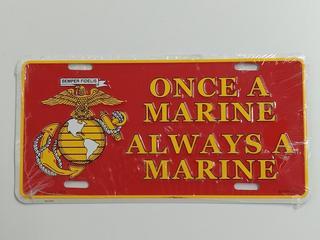 SEMPER FIDELIS
ONCE A
MARINE
ALWAYS A
MARINE